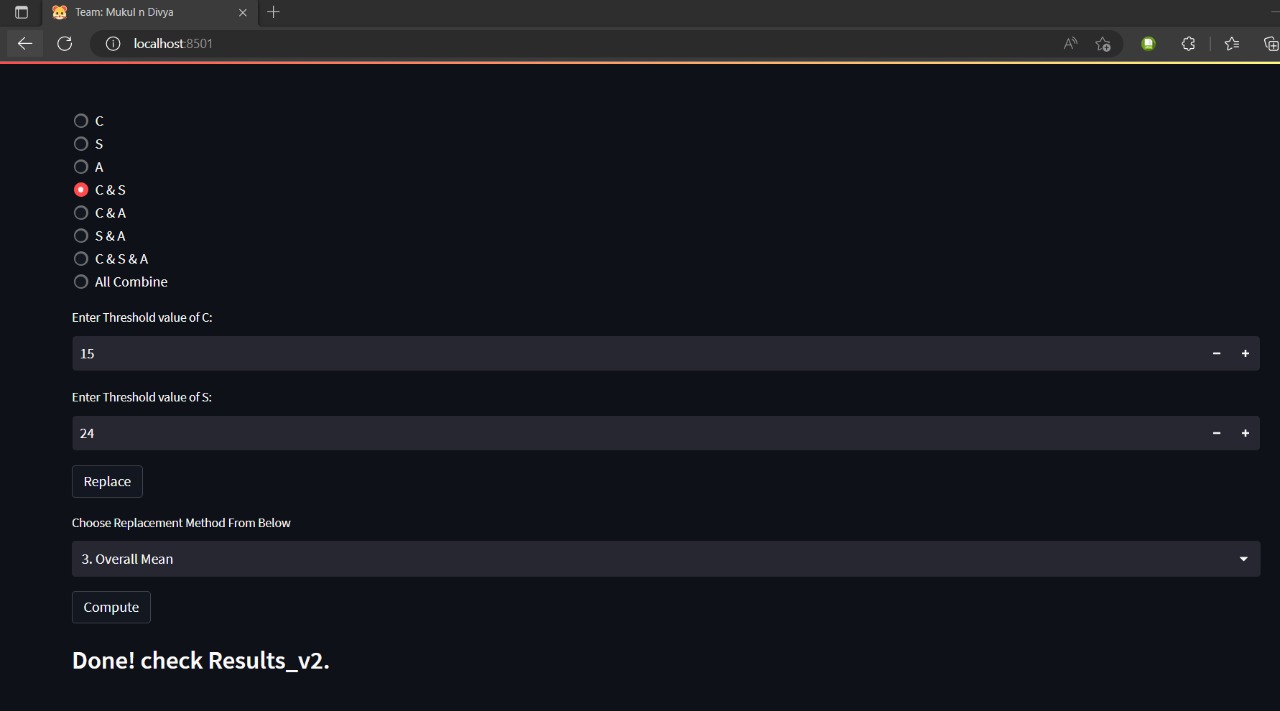 Team: Mukul n Divya
localhost:8501
C
S
A
C & S
C & A
S & A
C & S & A
All Combine
Enter Threshold value of C:
15
Enter Threshold value of S:
24
Replace
Choose Replacement Method From Below
3. Overall Mean
Compute
Done! check Results_v2.